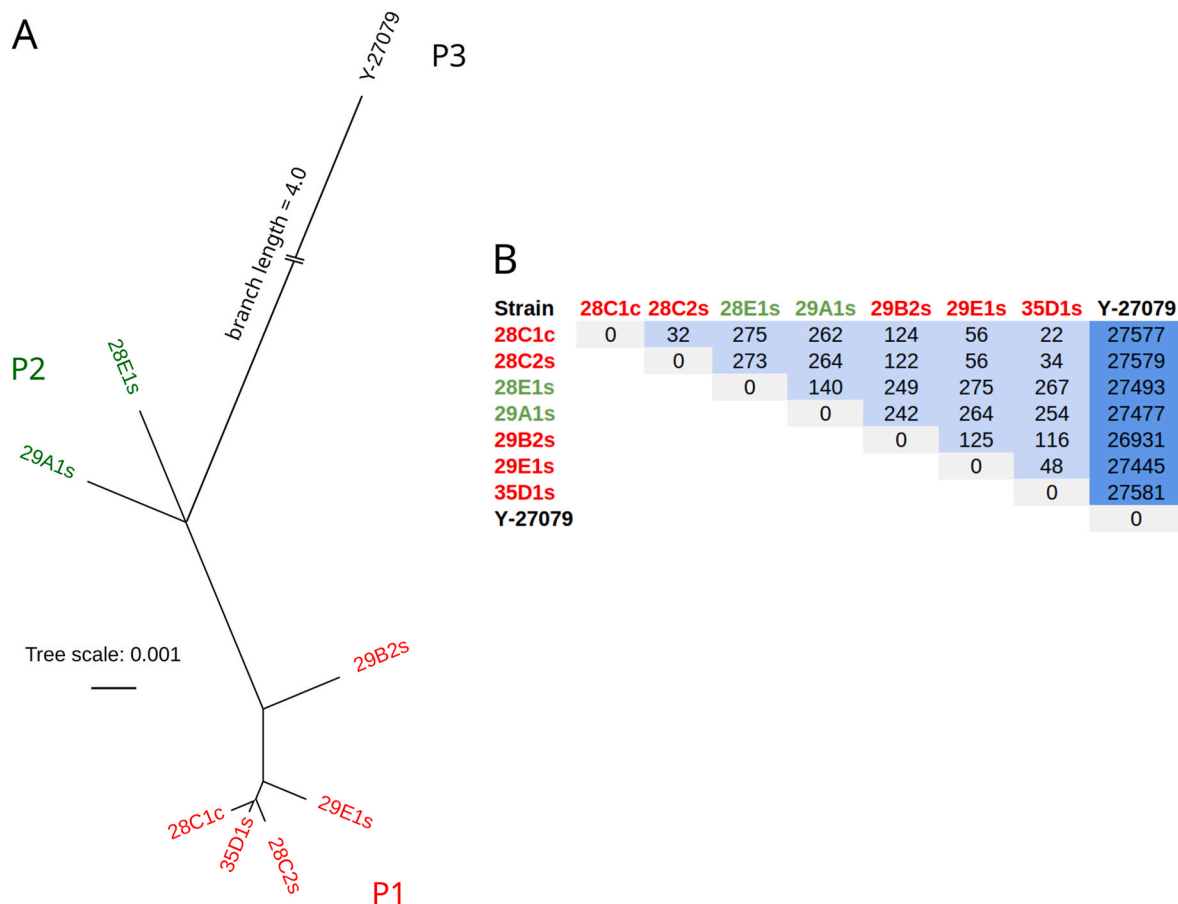 A
Y-27079
P3
branch length = 4.0
P2
28E1s
29A1s
Tree scale: 0.001
29B2s
28C1c
35D1s
28C2s
29E1s
P1
B
Strain 28C1c 28C2s 28E1s 29A1s 29B2s 29E1s 35D1s Y-27079
28C1c 0 32 275 262 124 56 22 27577
28C2s 0 273 264 122 56 34 27579
28E1s 0 140 249 275 267 27493
29A1s 0 242 264 254 27477
29B2s 0 125 116 26931
29E1s 0 48 27445
35D1s 0 27581
Y-27079 0